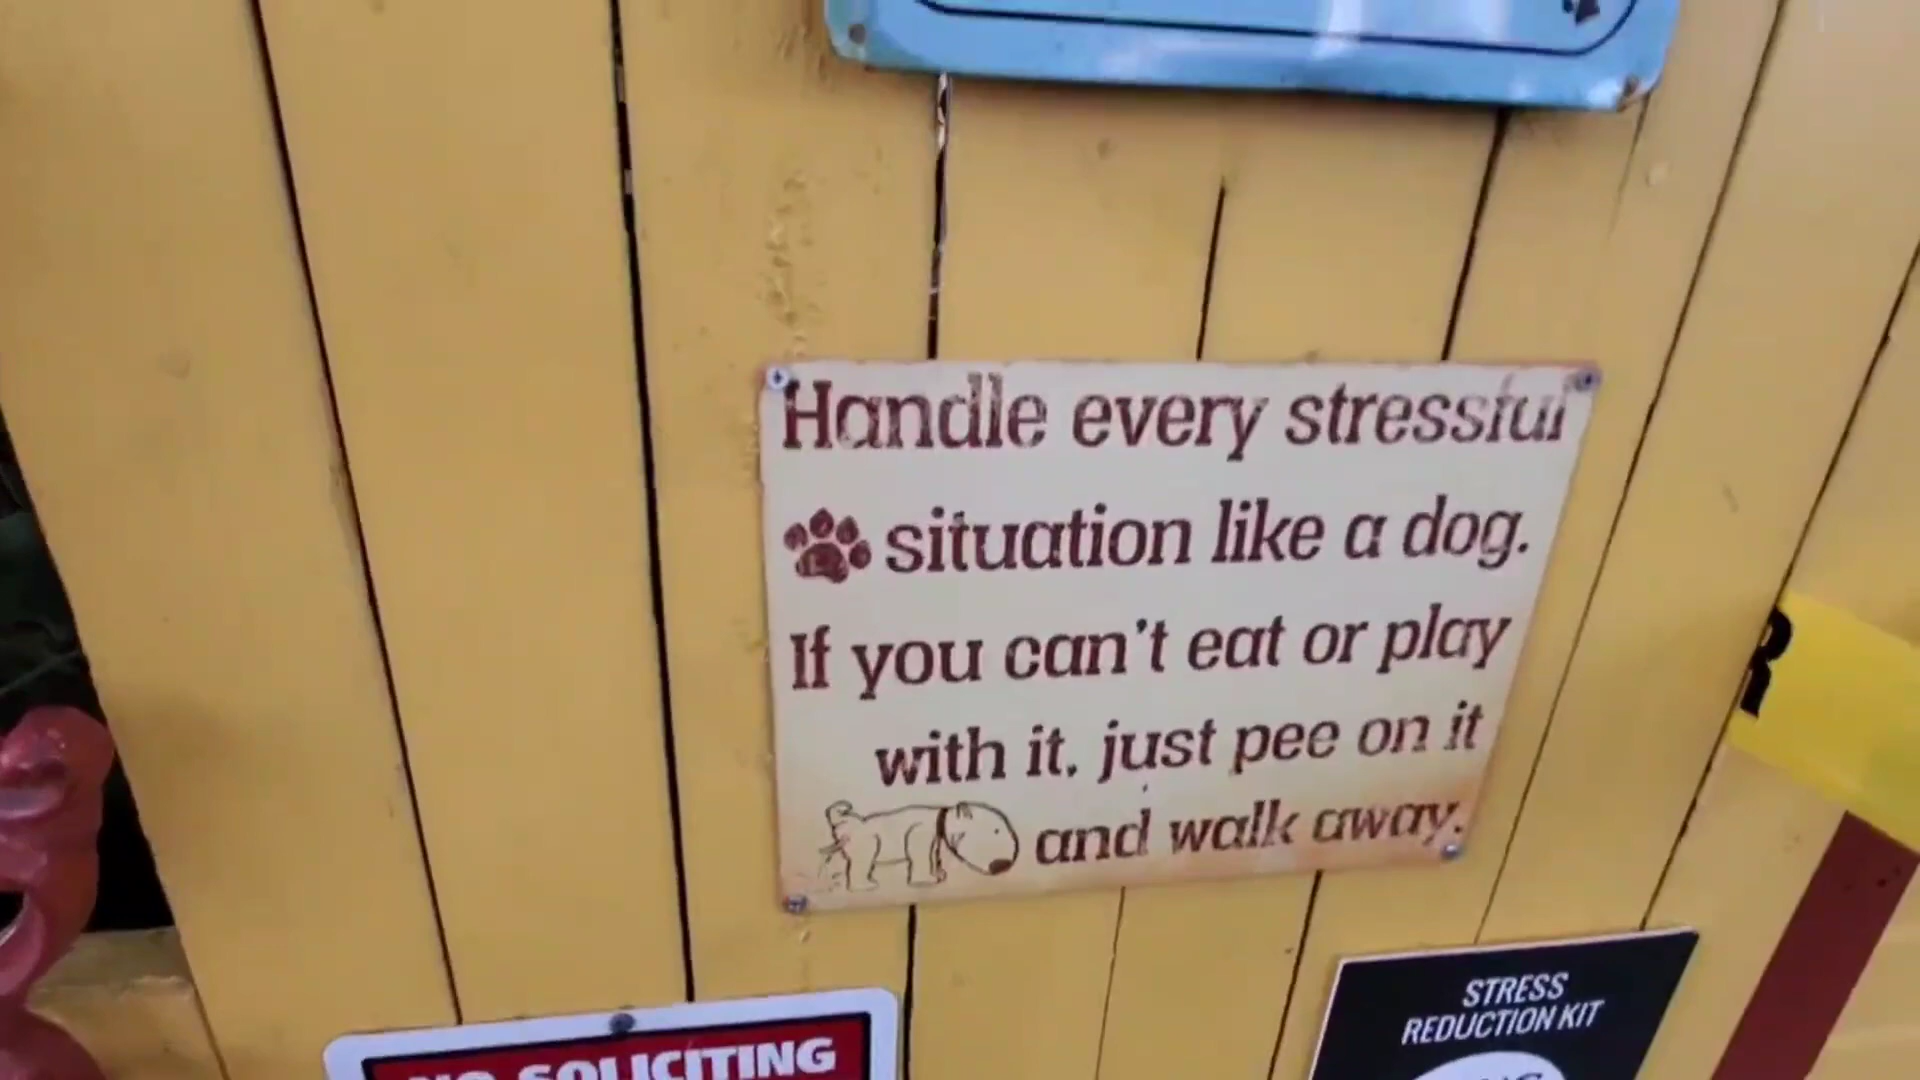 Handle every stressful
situation like a dog.
If you can't eat or play
with it, just pee on it
and walk away.
R
STRESS
REDUCTION KIT
NO SOLICITING